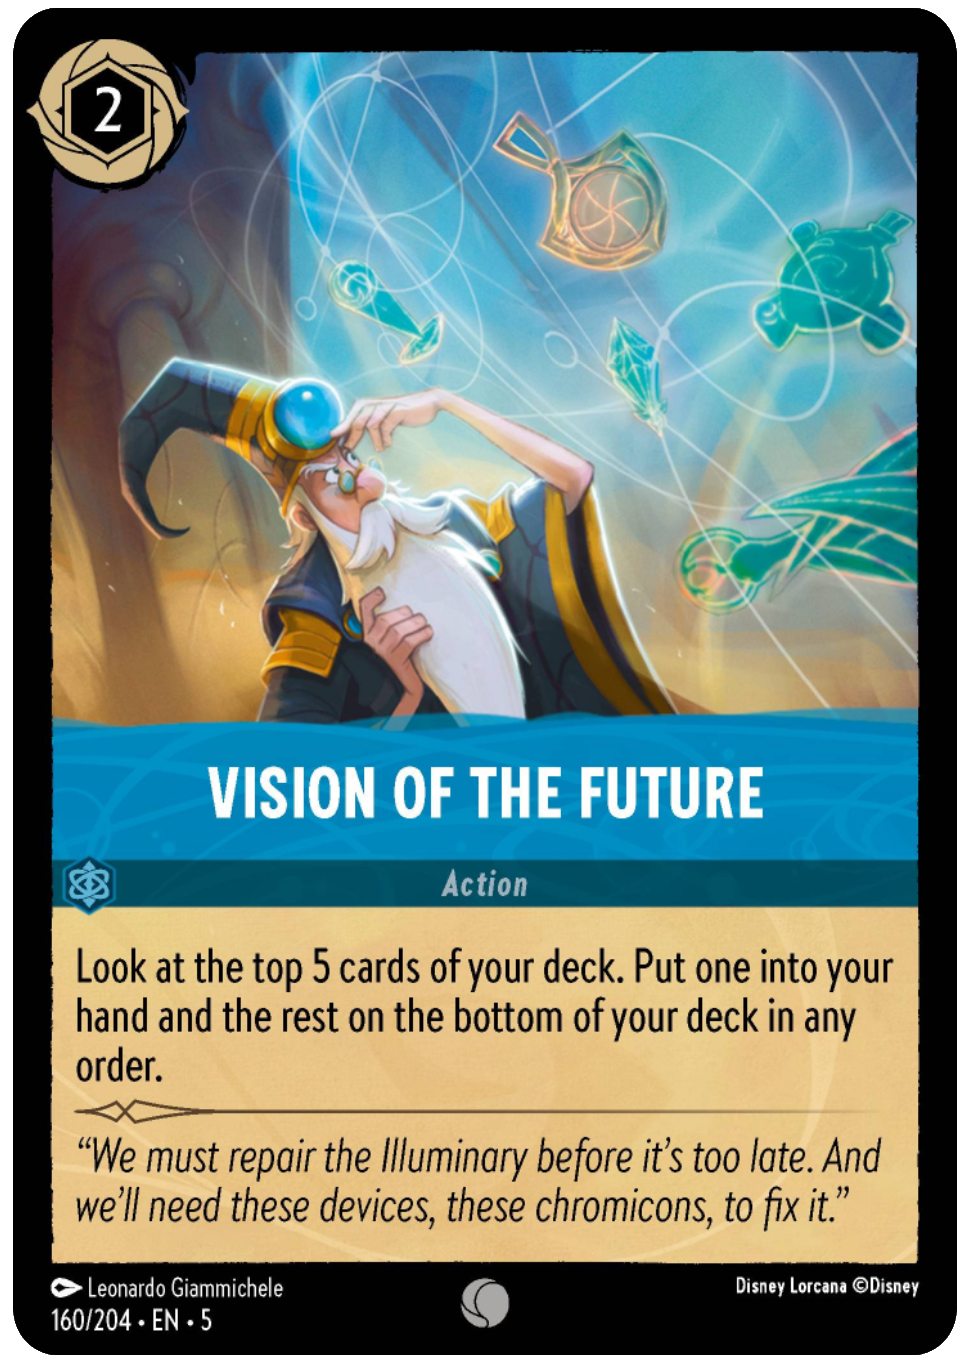 2
VISION OF THE FUTURE
Action
Look at the top 5 cards of your deck. Put one into your
hand and the rest on the bottom of your deck in any
order.
“We must repair the Illuminary before it’s too late. And
we’ll need these devices, these chromicons, to fix it.”
Leonardo Giammichele
Disney Lorcana ©Disney
160/204 • EN • 5